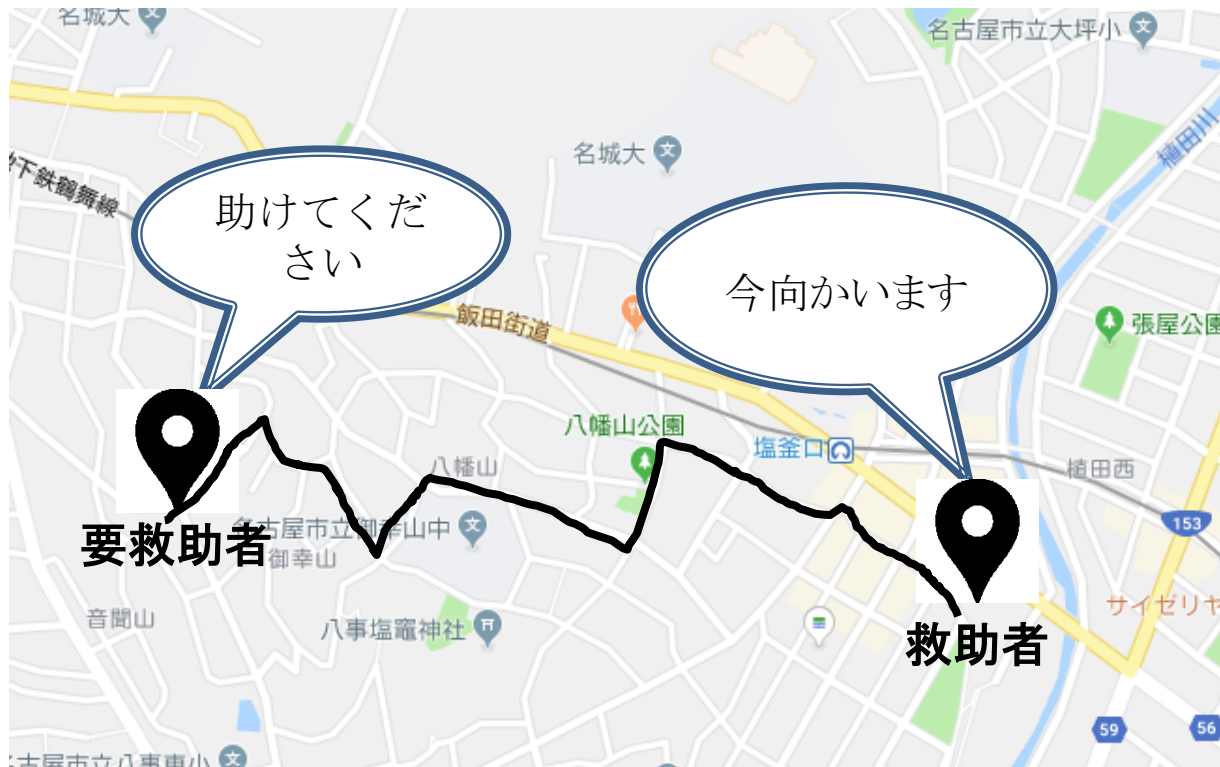 名城大
名古屋市立大坪小
植田川
名城大
地下鉄鶴舞線
助けてくだ
さい
今向かいます
飯田街道
張屋公園
八幡山公園
塩釜口
八幡山
植田西
153
要救助者
名古屋市立御幸山中
御幸山
音聞山
八事塩竈神社
サイゼリヤ
救助者
59
56
名古屋市立八事東小